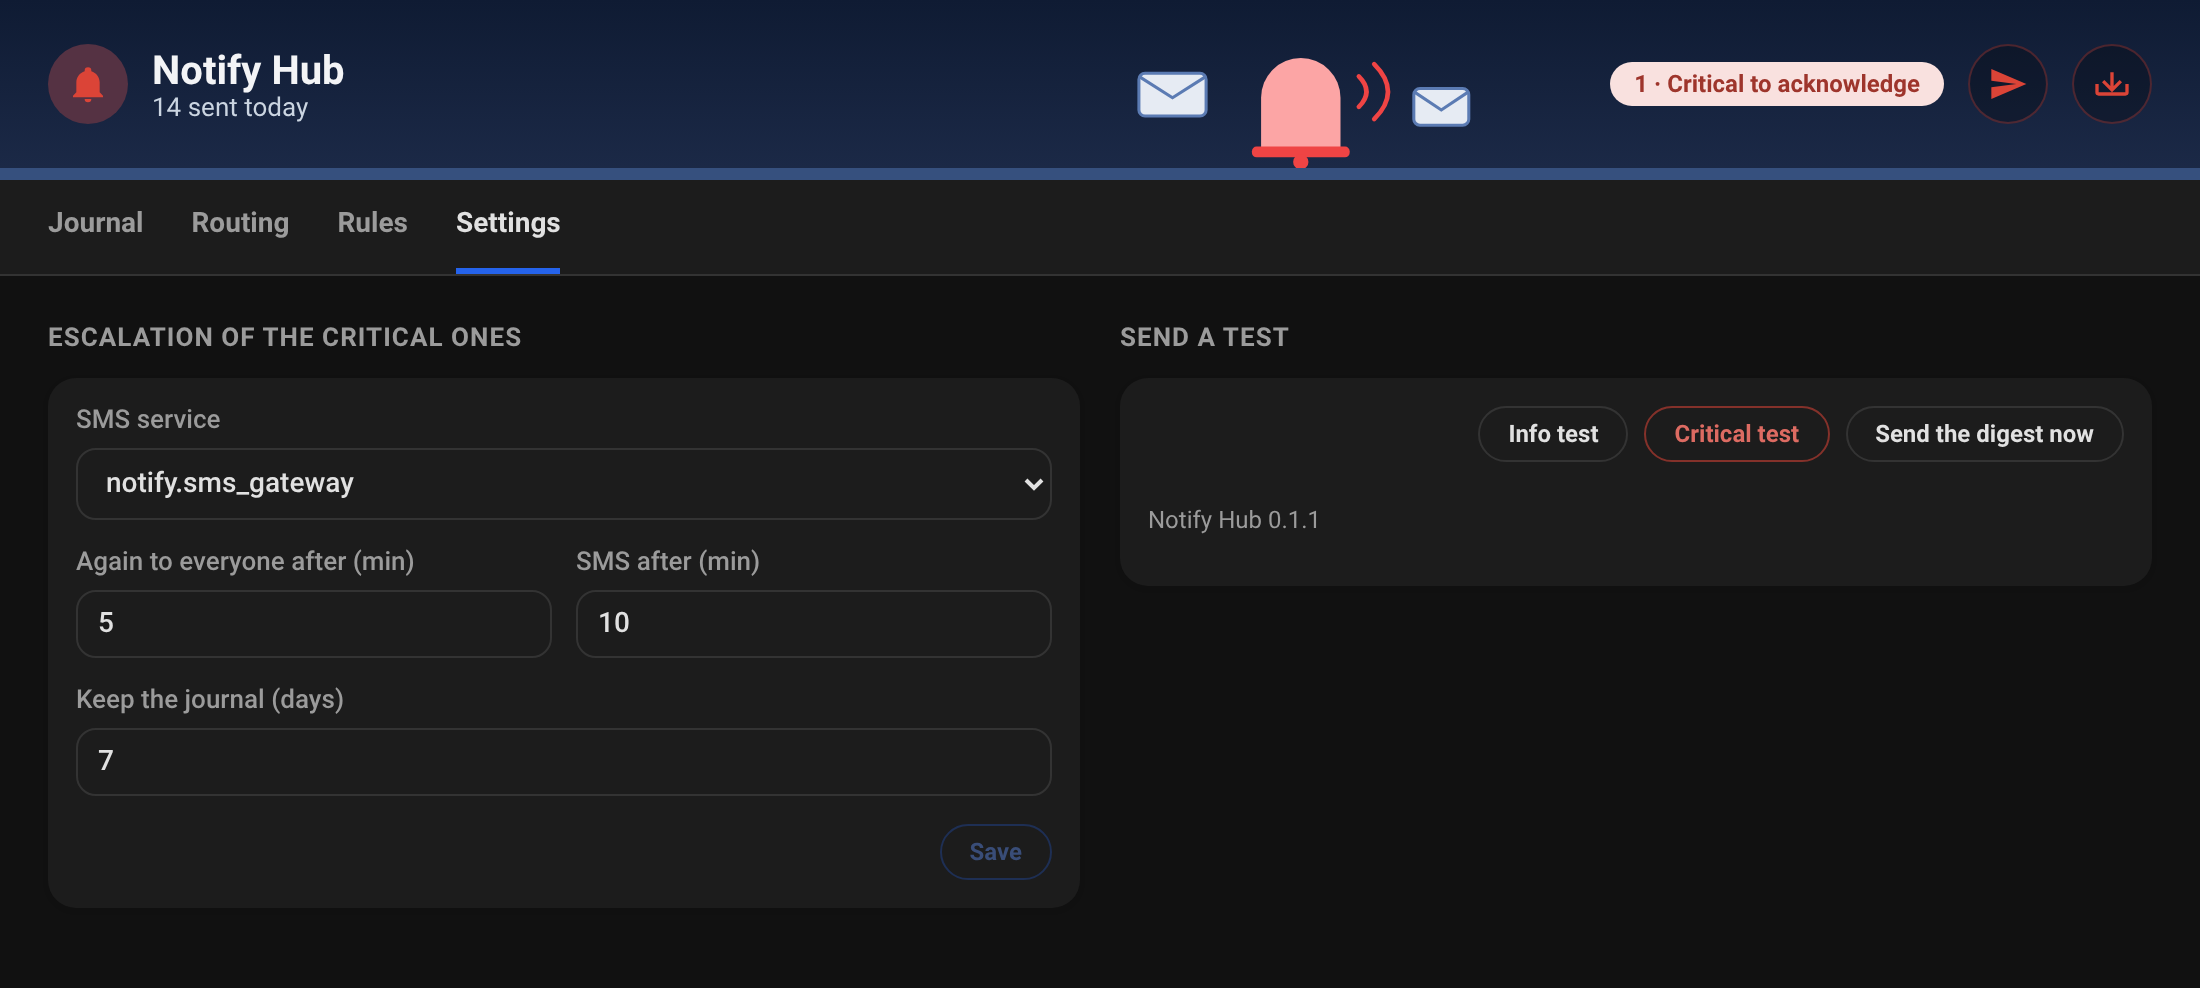 Notify Hub
14 sent today
1 · Critical to acknowledge
Journal
Routing
Rules
Settings
ESCALATION OF THE CRITICAL ONES
SMS service
notify.sms_gateway
Again to everyone after (min)
SMS after (min)
5
10
Keep the journal (days)
7
Save
SEND A TEST
Info test
Critical test
Send the digest now
Notify Hub 0.1.1